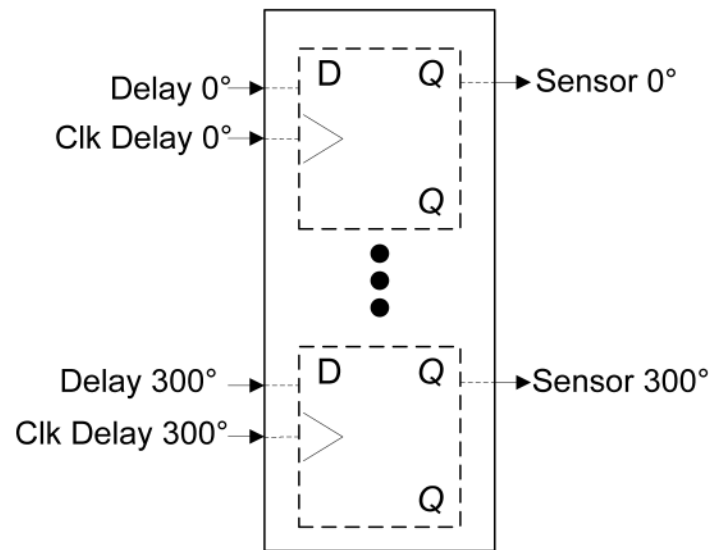 D Q
Delay 0° Sensor 0°
Clk Delay 0°
Q
D Q
Delay 300° Sensor 300°
Clk Delay 300°
Q